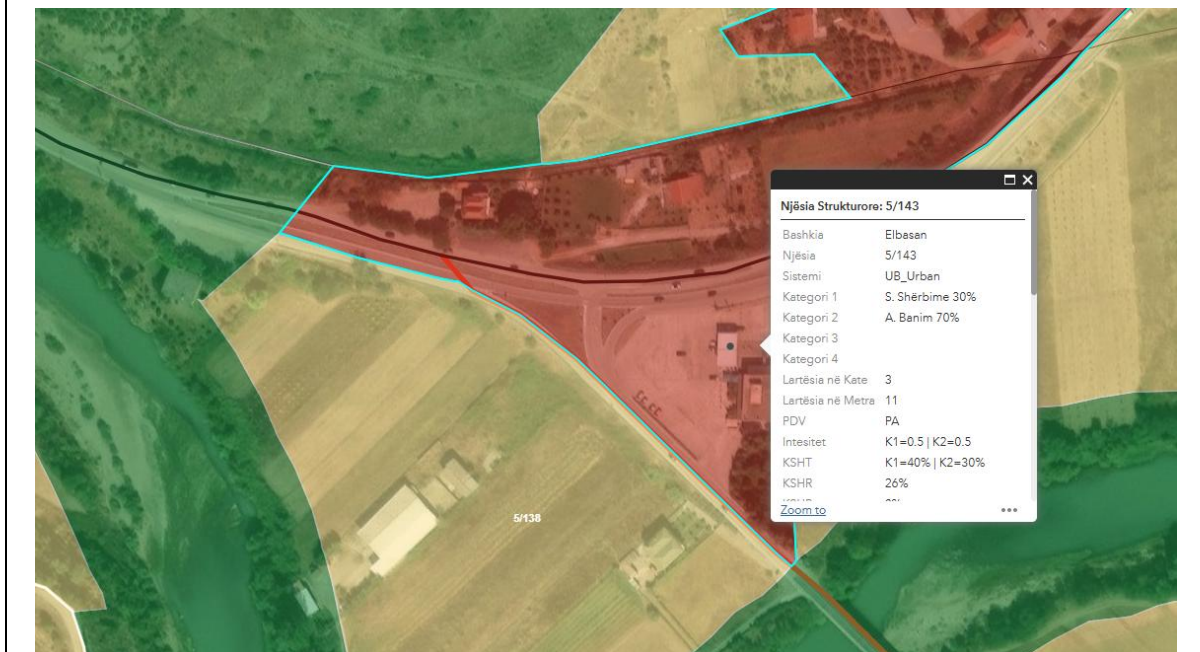 Njësia Strukturore: 5/143
Bashkia Elbasan
Njësia 5/143
Sistemi UB_Urban
Kategori 1 S. Shërbime 30%
Kategori 2 A. Banim 70%
Kategori 3
Kategori 4
Lartësia në Kate 3
Lartësia në Metra 11
PDV PA
Intesitet K1=0.5 | K2=0.5
KSHT K1=40% | K2=30%
KSHR 26%
Zoom to
5/138